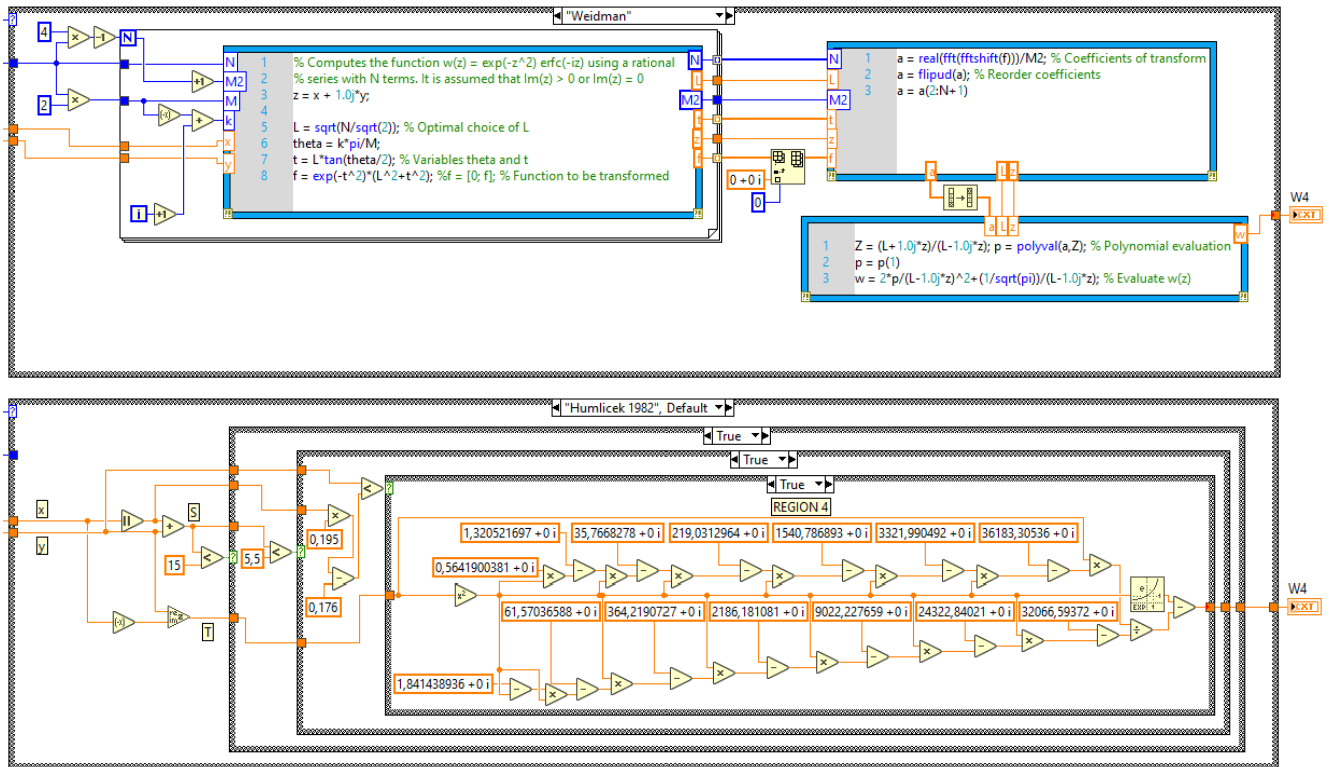 "Weidman"
4
-1
N
2
+1
i
+1
N
M2
M
k
x
y
1 % Computes the function w(z) = exp(-z^2) erfc(-iz) using a rational
2 % series with N terms. It is assumed that Im(z) > 0 or Im(z) = 0
3 z = x + 1.0j*y;
4
5 L = sqrt(N/sqrt(2)); % Optimal choice of L
6 theta = k*pi/M;
7 t = L*tan(theta/2); % Variables theta and t
8 f = exp(-t^2)*(L^2+t^2); %f = [0; f]; % Function to be transformed
N
L
M2
t
z
f
0 +0 i
0
N
L
M2
t
z
f
1 a = real(fft(fftshift(f)))/M2; % Coefficients of transform
2 a = flipud(a); % Reorder coefficients
3 a = a(2:N+1)
a
L
z
a
L
z
w
1 Z = (L+1.0j*z)/(L-1.0j*z); p = polyval(a,Z); % Polynomial evaluation
2 p = p(1)
3 w = 2*p/(L-1.0j*z)^2+(1/sqrt(pi))/(L-1.0j*z); % Evaluate w(z)
W4
"Humlicek 1982", Default
True
True
True
REGION 4
x
y
S
T
15
5,5
0,195
0,176
1,320521697 +0 i
35,7668278 +0 i
219,0312964 +0 i
1540,786893 +0 i
3321,990492 +0 i
36183,30536 +0 i
0,5641900381 +0 i
61,57036588 +0 i
364,2190727 +0 i
2186,181081 +0 i
9022,227659 +0 i
24322,84021 +0 i
32066,59372 +0 i
1,841438936 +0 i
W4